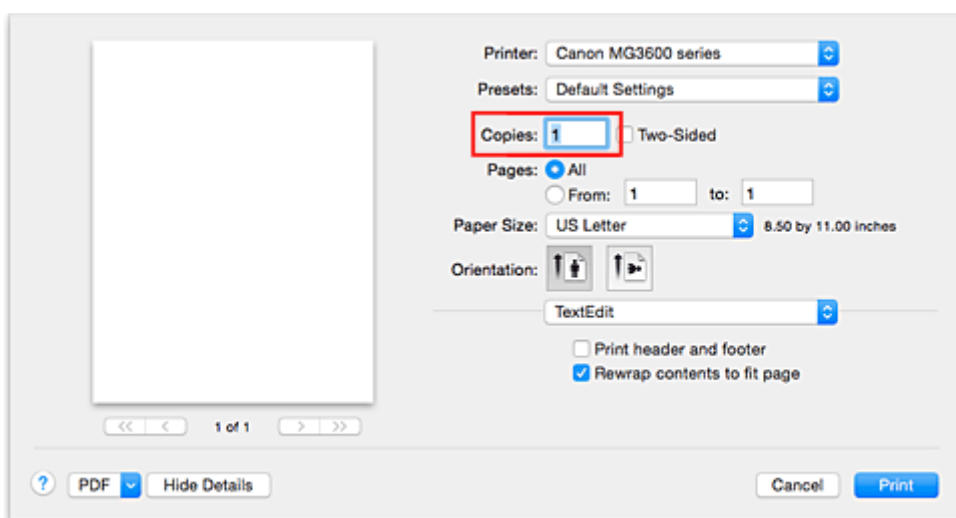 Printer: Canon MG3600 series
Presets: Default Settings
Copies: 1 Two-Sided
Pages: All
From: 1 to: 1
Paper Size: US Letter 8.50 by 11.00 inches
Orientation:
TextEdit
Print header and footer
Rewrap contents to fit page
<< < 1 of 1 > >>
? PDF Hide Details Cancel Print